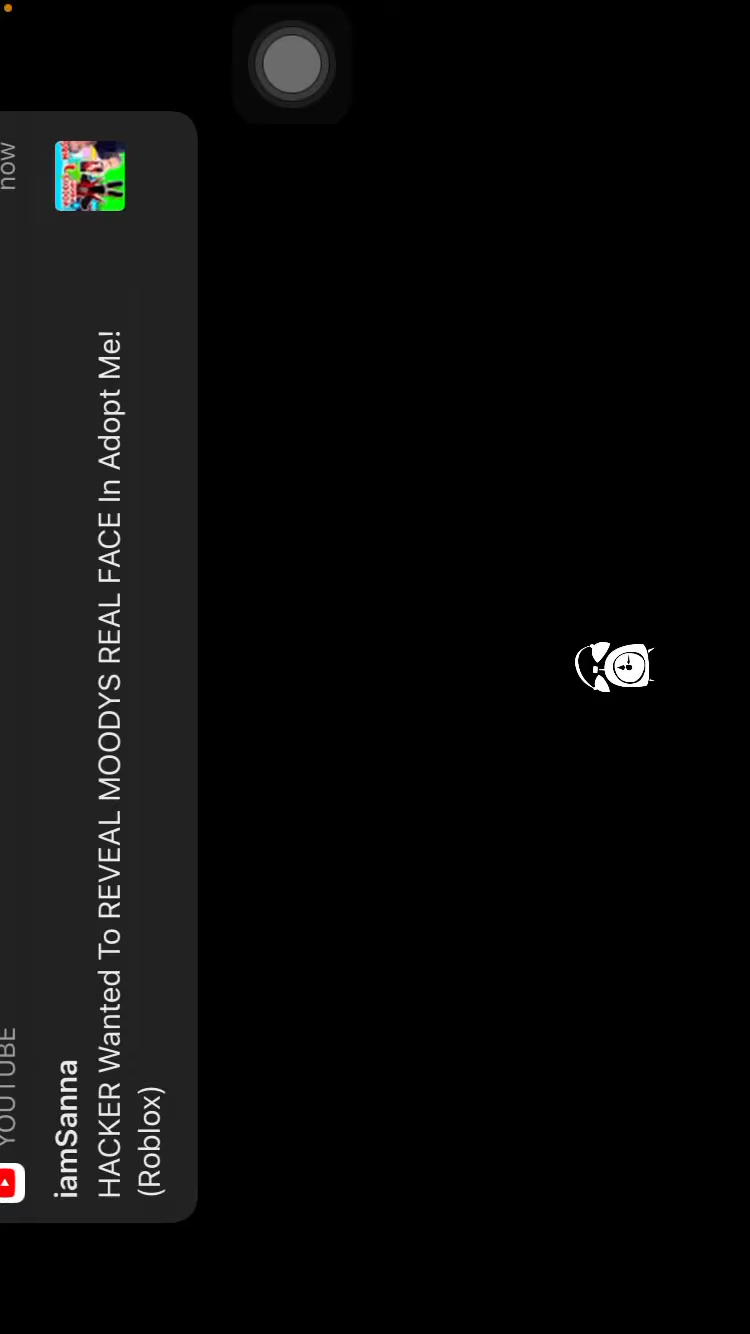 YOUTUBE
now
iamSanna
HACKER Wanted To REVEAL MOODYS REAL FACE In Adopt Me!
(Roblox)